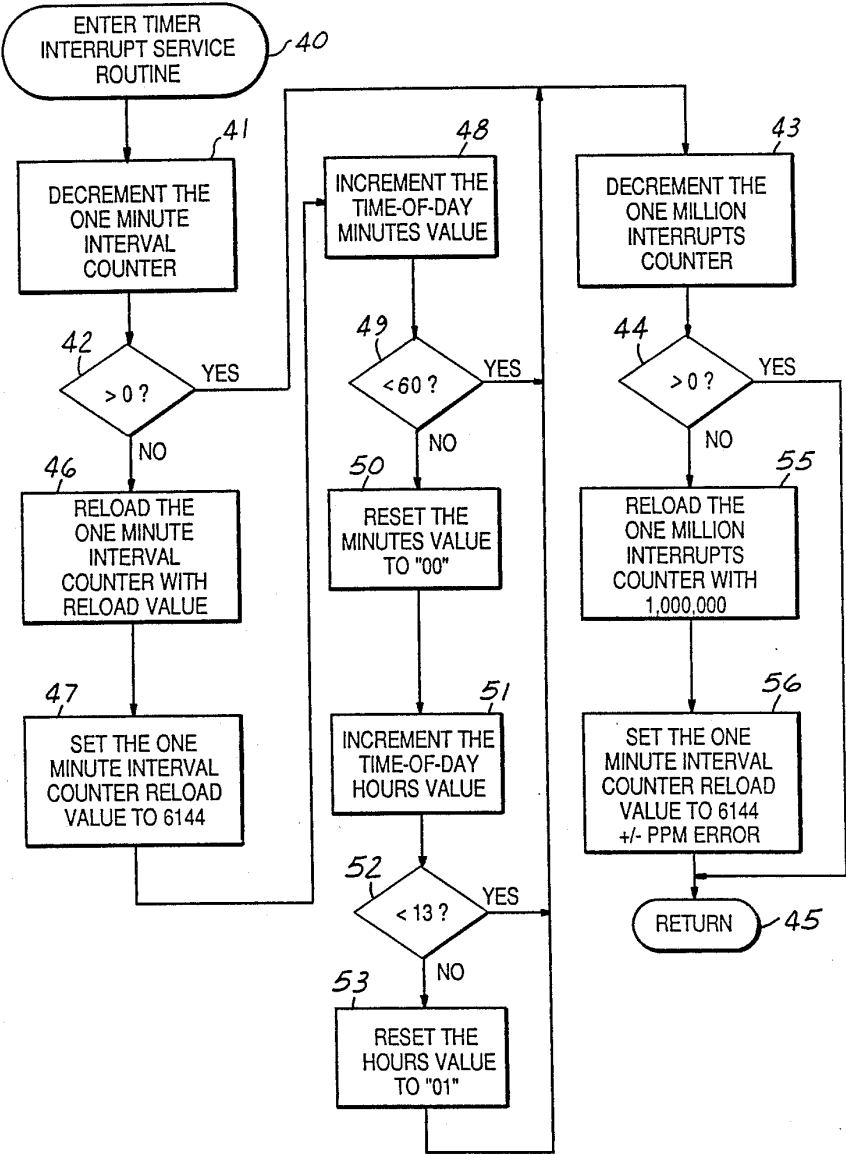 ENTER TIMER
INTERRUPT SERVICE
ROUTINE
40
41
DECREMENT THE
ONE MINUTE
INTERVAL
COUNTER
42
> 0 ?
YES
NO
46
RELOAD THE
ONE MINUTE
INTERVAL
COUNTER WITH
RELOAD VALUE
47
SET THE ONE
MINUTE INTERVAL
COUNTER RELOAD
VALUE TO 6144
48
INCREMENT THE
TIME-OF-DAY
MINUTES VALUE
49
< 60 ?
YES
NO
50
RESET THE
MINUTES VALUE
TO "00"
51
INCREMENT THE
TIME-OF-DAY
HOURS VALUE
52
< 13 ?
YES
NO
53
RESET THE
HOURS VALUE
TO "01"
43
DECREMENT THE
ONE MILLION
INTERRUPTS
COUNTER
44
> 0 ?
YES
NO
55
RELOAD THE
ONE MILLION
INTERRUPTS
COUNTER WITH
1,000,000
56
SET THE ONE
MINUTE INTERVAL
COUNTER RELOAD
VALUE TO 6144
+/- PPM ERROR
RETURN
45